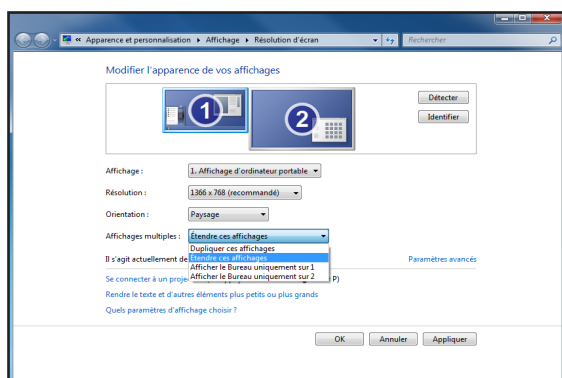 « Apparence et personnalisation ▸ Affichage ▸ Résolution d'écran
Rechercher
Modifier l'apparence de vos affichages
1
2
Détecter
Identifier
Affichage :
1. Affichage d'ordinateur portable
Résolution :
1366 x 768 (recommandé)
Orientation :
Paysage
Affichages multiples :
Étendre ces affichages
Dupliquer ces affichages
Étendre ces affichages
Afficher le Bureau uniquement sur 1
Afficher le Bureau uniquement sur 2
Il s'agit actuellement de
Paramètres avancés
Se connecter à un proje
P)
Rendre le texte et d'autres éléments plus petits ou plus grands
Quels paramètres d'affichage choisir ?
OK
Annuler
Appliquer